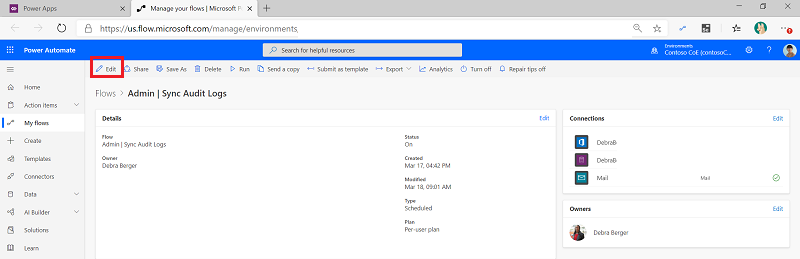 Power Apps
Manage your flows | Microsoft P
https://us.flow.microsoft.com/manage/environments
Power Automate
Search for helpful resources
Environments
Contoso CoE (contosoC...
Edit
Share
Save As
Delete
Run
Send a copy
Submit as template
Export
Analytics
Turn off
Repair tips off
Home
Action items
My flows
Create
Templates
Connectors
Data
AI Builder
Solutions
Learn
Flows > Admin | Sync Audit Logs
Details
Edit
Flow
Admin | Sync Audit Logs
Owner
Debra Berger
Status
On
Created
Mar 17, 04:42 PM
Modified
Mar 18, 09:01 AM
Type
Scheduled
Plan
Per-user plan
Connections
Edit
DebraB
DebraB
Mail
Mail
Owners
Edit
Debra Berger